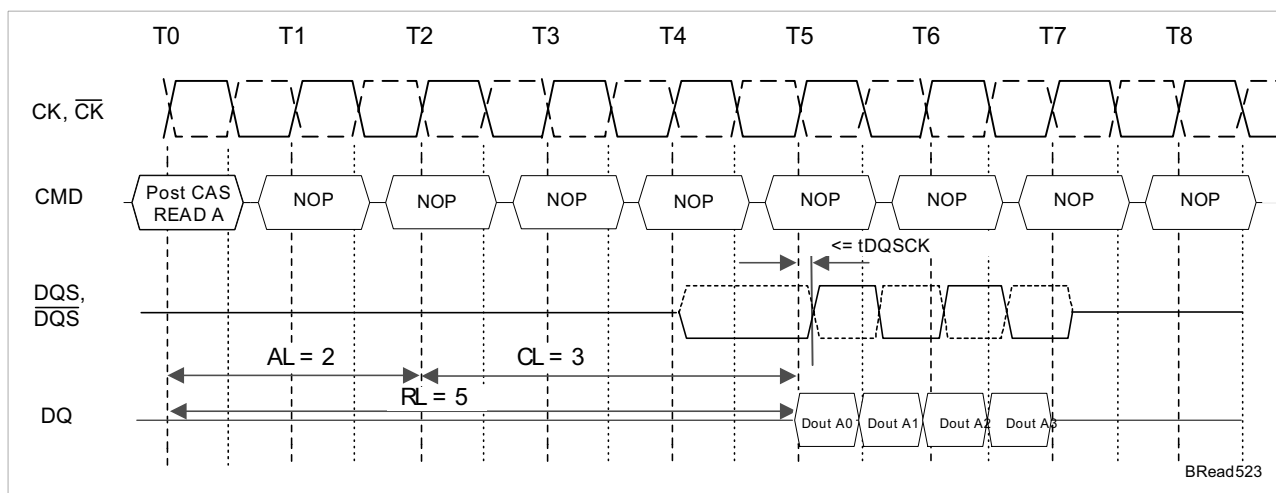 T0 T1 T2 T3 T4 T5 T6 T7 T8
CK, CK
CMD
Post CAS
READ A
NOP NOP NOP NOP NOP NOP NOP NOP
<= tDQSCK
DQS,
DQS
AL = 2
CL = 3
RL = 5
DQ
Dout A0 Dout A1 Dout A2 Dout A3
BRead523